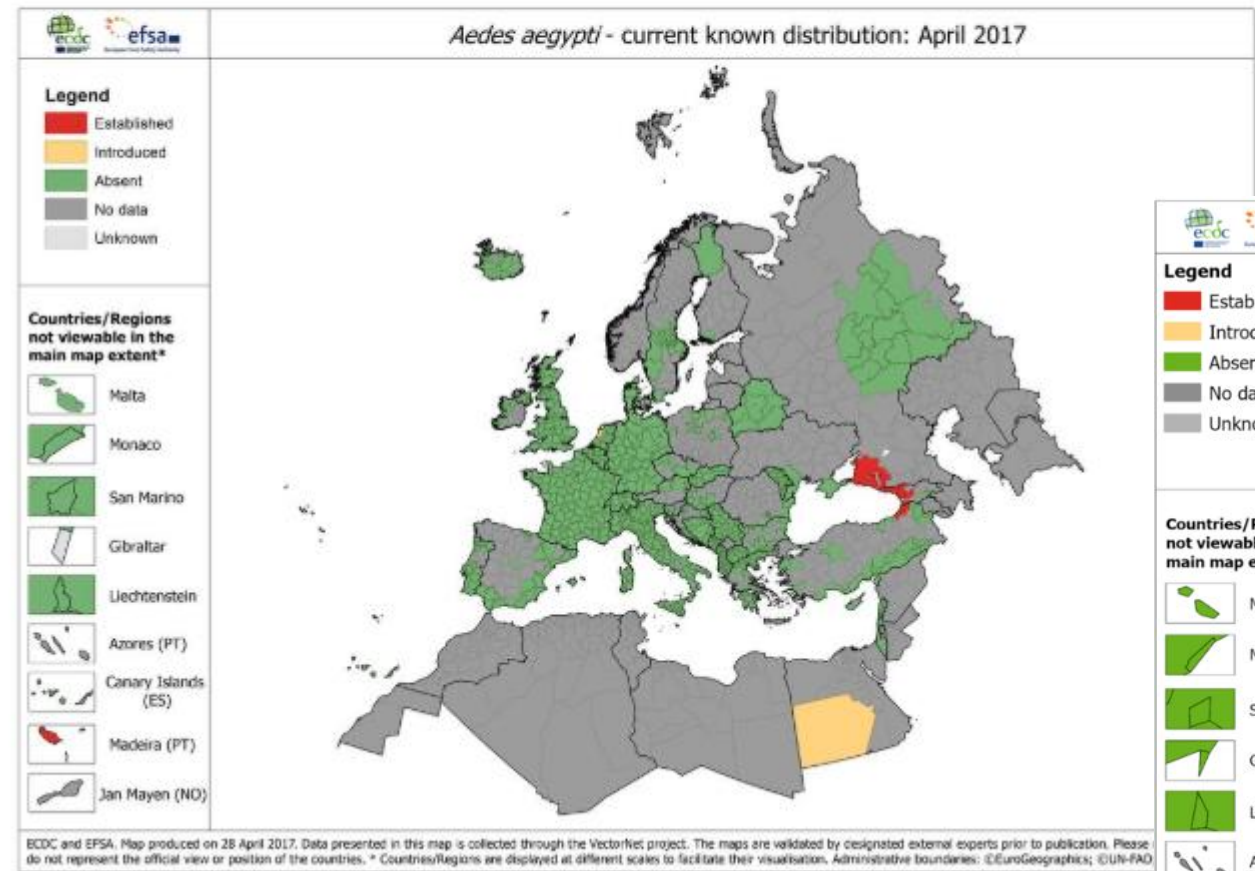 ecdc
efsa
Aedes aegypti - current known distribution: April 2017
Legend
Established
Introduced
Absent
No data
Unknown
Countries/Regions
not viewable in the
main map extent*
Malta
Monaco
San Marino
Gibraltar
Liechtenstein
Azores (PT)
Canary Islands
(ES)
Madeira (PT)
Jan Mayen (NO)
ECDC and EFSA. Map produced on 28 April 2017. Data presented in this map is collected through the VectorNet project. The maps are validated by designated external experts prior to publication. Please
do not represent the official view or position of the countries. * Countries/Regions are displayed at different scales to facilitate their visualisation. Administrative boundaries: ©EuroGeographics; ©UN-FAO
ecdc
Legend
Estab
Introd
Absen
No da
Unkno
Countries/R
not viewabl
main map e
M
M
S
G
L
A